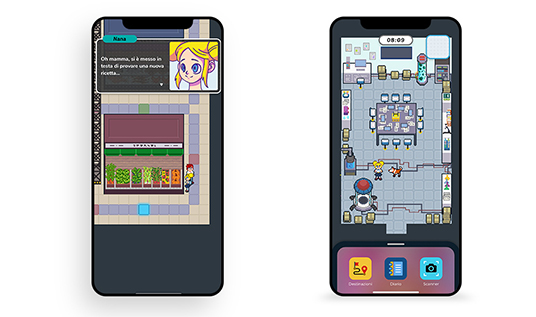 Nana
Oh mamma, si è messo in
testa di provare una nuova
ricetta...
08:09
Destinazioni
Diario
Scanner